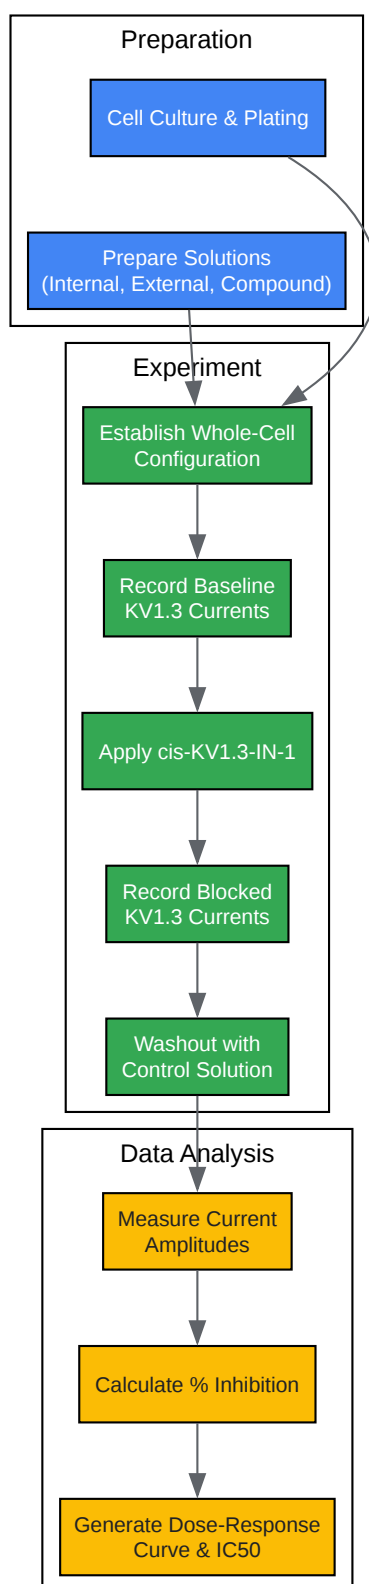 Preparation
Cell Culture & Plating
Prepare Solutions
(Internal, External, Compound)
Experiment
Establish Whole-Cell
Configuration
Record Baseline
KV1.3 Currents
Apply cis-KV1.3-IN-1
Record Blocked
KV1.3 Currents
Washout with
Control Solution
Data Analysis
Measure Current
Amplitudes
Calculate % Inhibition
Generate Dose-Response
Curve & IC50